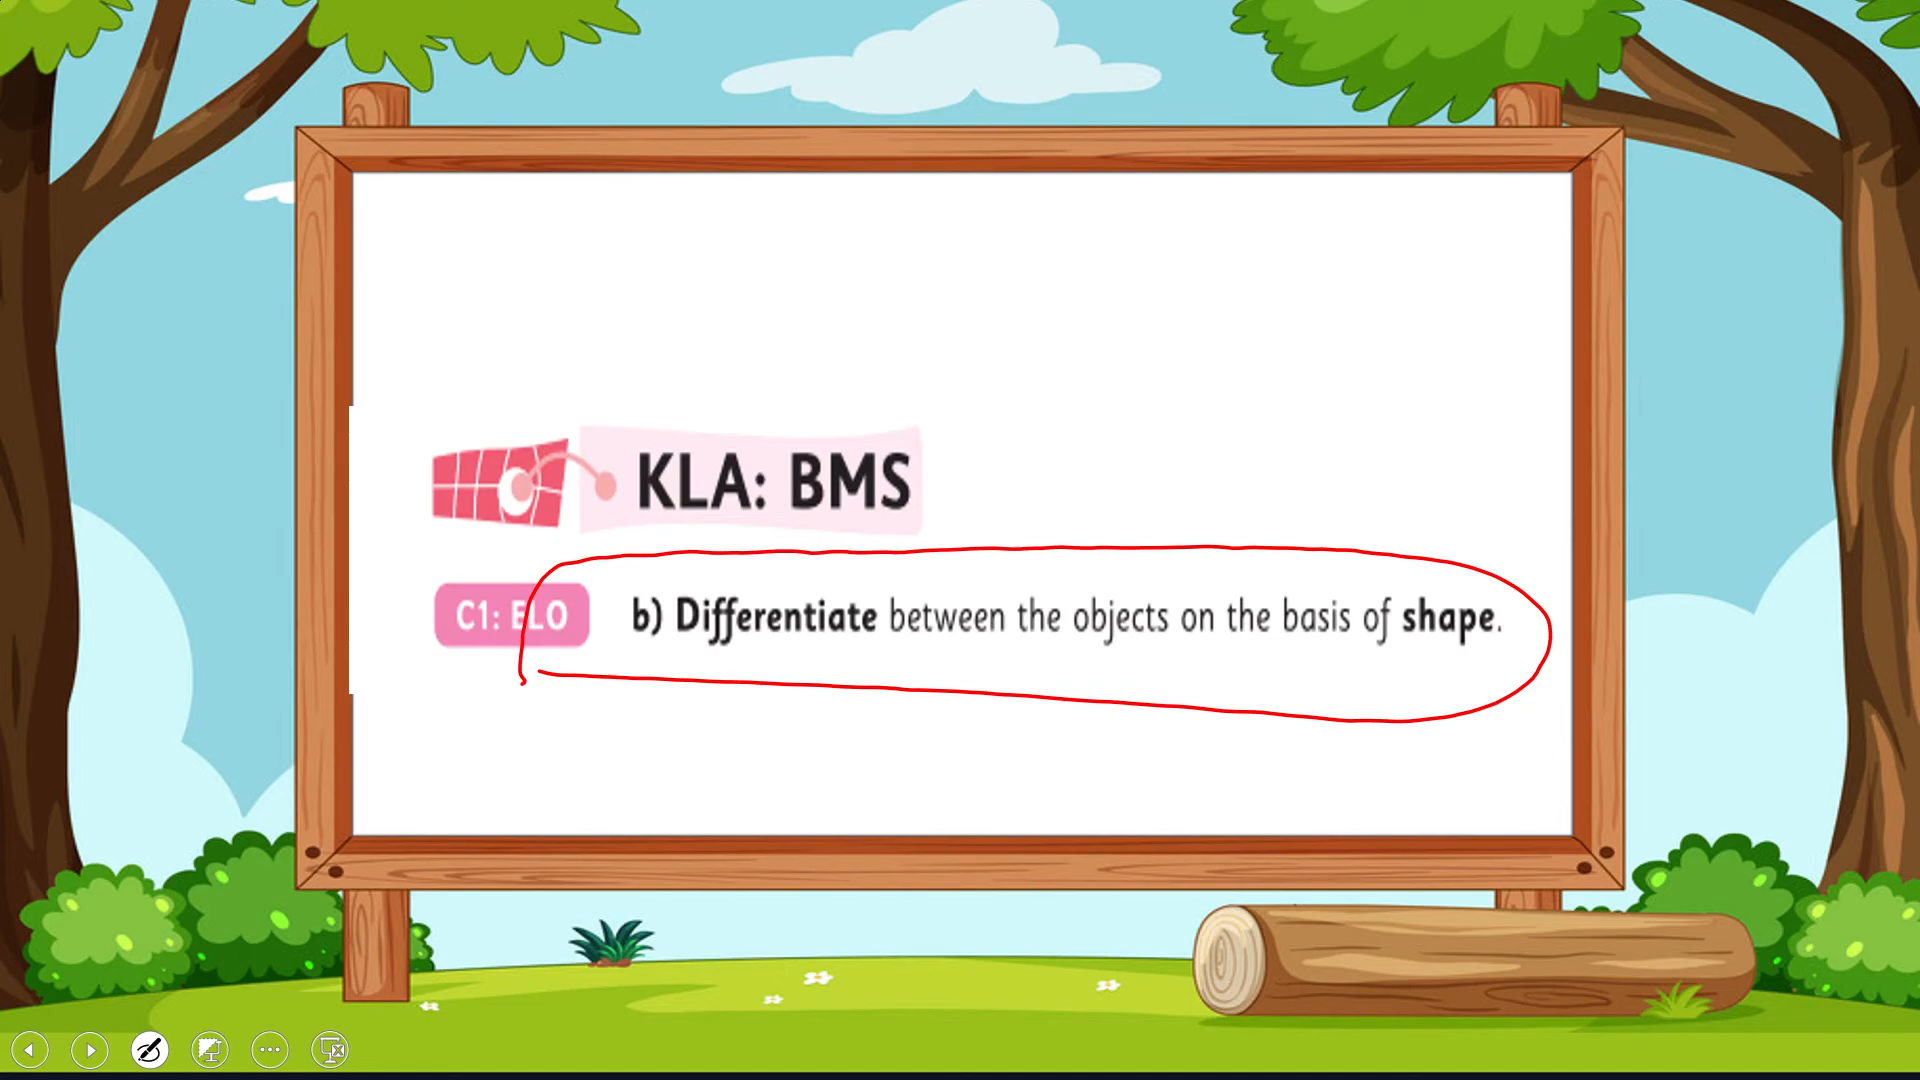 KLA: BMS
C1: ELO b) Differentiate between the objects on the basis of shape.